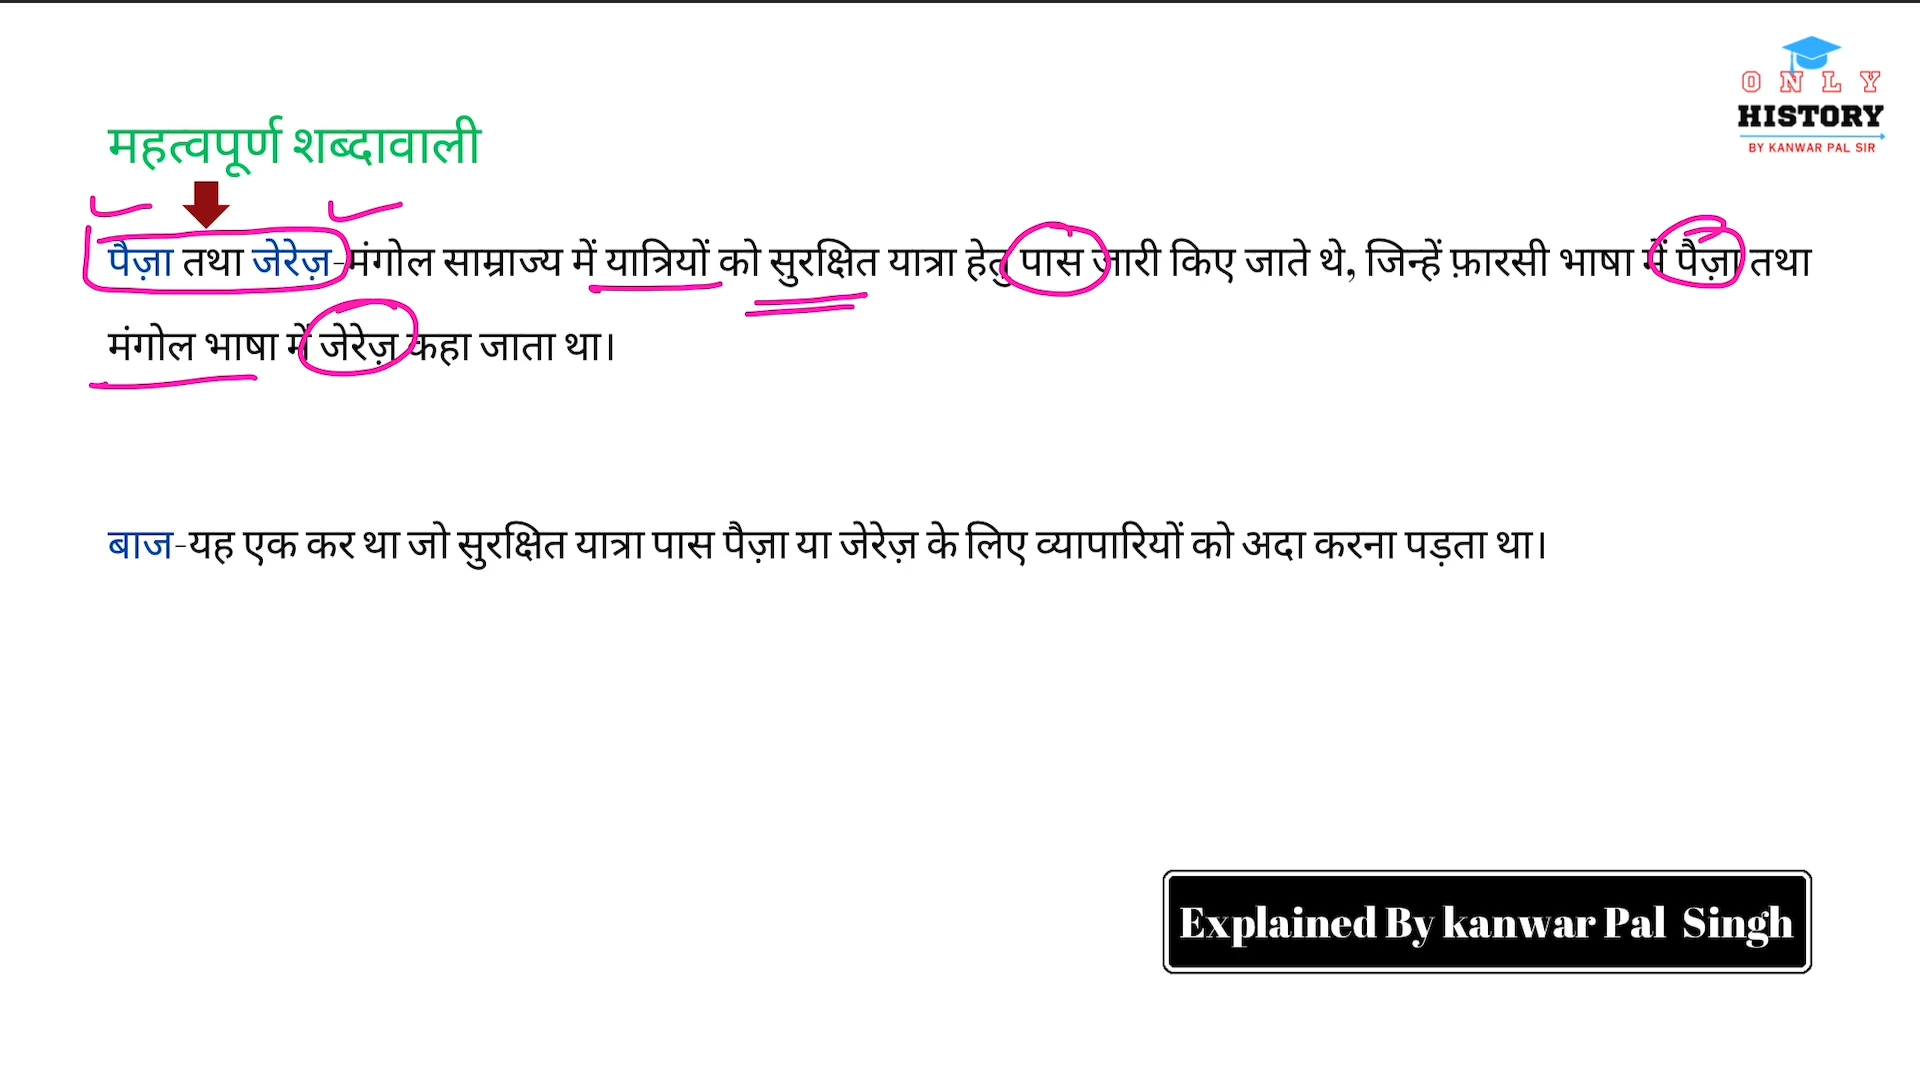 ONLY
HISTORY
BY KANWAR PAL SIR
महत्वपूर्ण शब्दावाली
पैज़ा तथा जेरेज़-मंगोल साम्राज्य में यात्रियों को सुरक्षित यात्रा हेतु पास जारी किए जाते थे, जिन्हें फ़ारसी भाषा में पैज़ा तथा
मंगोल भाषा में जेरेज़ कहा जाता था।
बाज-यह एक कर था जो सुरक्षित यात्रा पास पैज़ा या जेरेज़ के लिए व्यापारियों को अदा करना पड़ता था।
Explained By kanwar Pal Singh